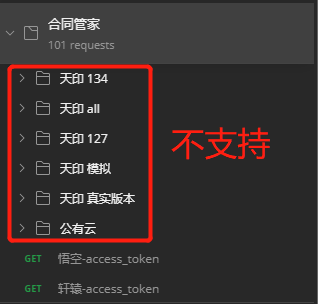 合同管家
101 requests
天印 134
天印 all
天印 127
天印 模拟
天印 真实版本
公有云
不支持
GET 悟空-access_token
GET 轩辕-access_token